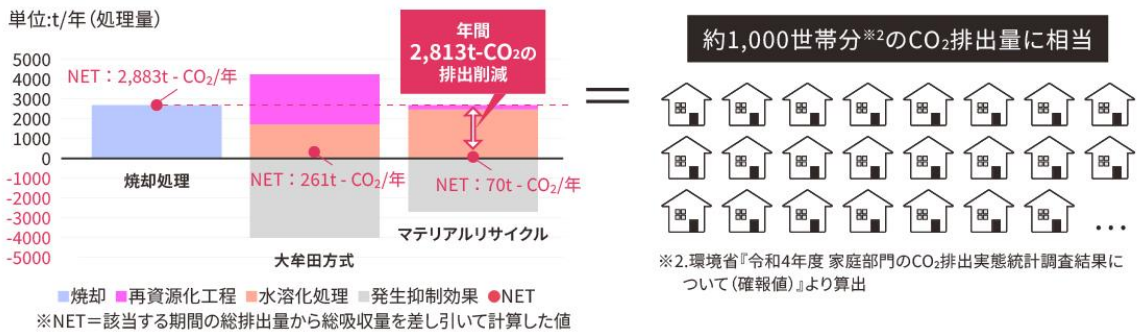 単位:t/年(処理量)
年間
2,813t-CO₂の
排出削減
5000
4000
3000
2000
1000
0
-1000
-2000
-3000
-4000
-5000
NET：2,883t - CO₂/年
焼却処理
NET：261t - CO₂/年
大牟田方式
NET：70t - CO₂/年
マテリアルリサイクル
焼却 再資源化工程 水溶化処理 発生抑制効果 NET
※NET＝該当する期間の総排出量から総吸収量を差し引いて計算した値
＝
約1,000世帯分※2のCO₂排出量に相当
…
※2.環境省『令和4年度 家庭部門のCO₂排出実態統計調査結果に
ついて(確報値)』より算出